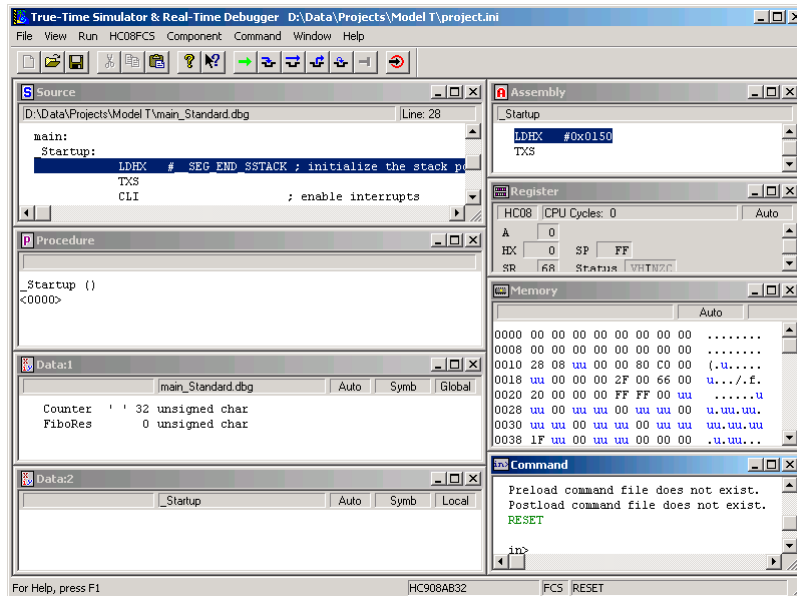 True-Time Simulator & Real-Time Debugger D:\Data\Projects\Model T\project.ini
File View Run HC08FCS Component Command Window Help
Source
D:\Data\Projects\Model T\main_Standard.dbg Line: 28
main:
_Startup:
LDHX #__SEG_END_SSTACK ; initialize the stack po
TXS
CLI ; enable interrupts
Procedure
_Startup ()
<0000>
Data:1
main_Standard.dbg Auto Symb Global
Counter ' ' 32 unsigned char
FiboRes 0 unsigned char
Data:2
_Startup Auto Symb Local
Assembly
_Startup
LDHX #0x0150
TXS
Register
HC08 CPU Cycles: 0 Auto
A 0
HX 0 SP FF
SR 68 Status VHINZC
Memory
Auto
0000 00 00 00 00 00 00 00 00 ........
0008 00 00 00 00 00 00 00 00 ........
0010 28 08 uu 00 00 80 C0 00 (.u.....
0018 uu 00 00 00 2F 00 66 00 u.../.f.
0020 20 00 00 00 FF FF 00 uu ......u
0028 uu 00 uu uu 00 uu uu 00 u.uu.uu.
0030 uu uu 00 uu uu 00 uu uu uu.uu.uu
0038 1F uu 00 uu uu 00 00 00 .u.uu...
Command
Preload command file does not exist.
Postload command file does not exist.
RESET
in>
For Help, press F1 HC908AB32 FCS RESET